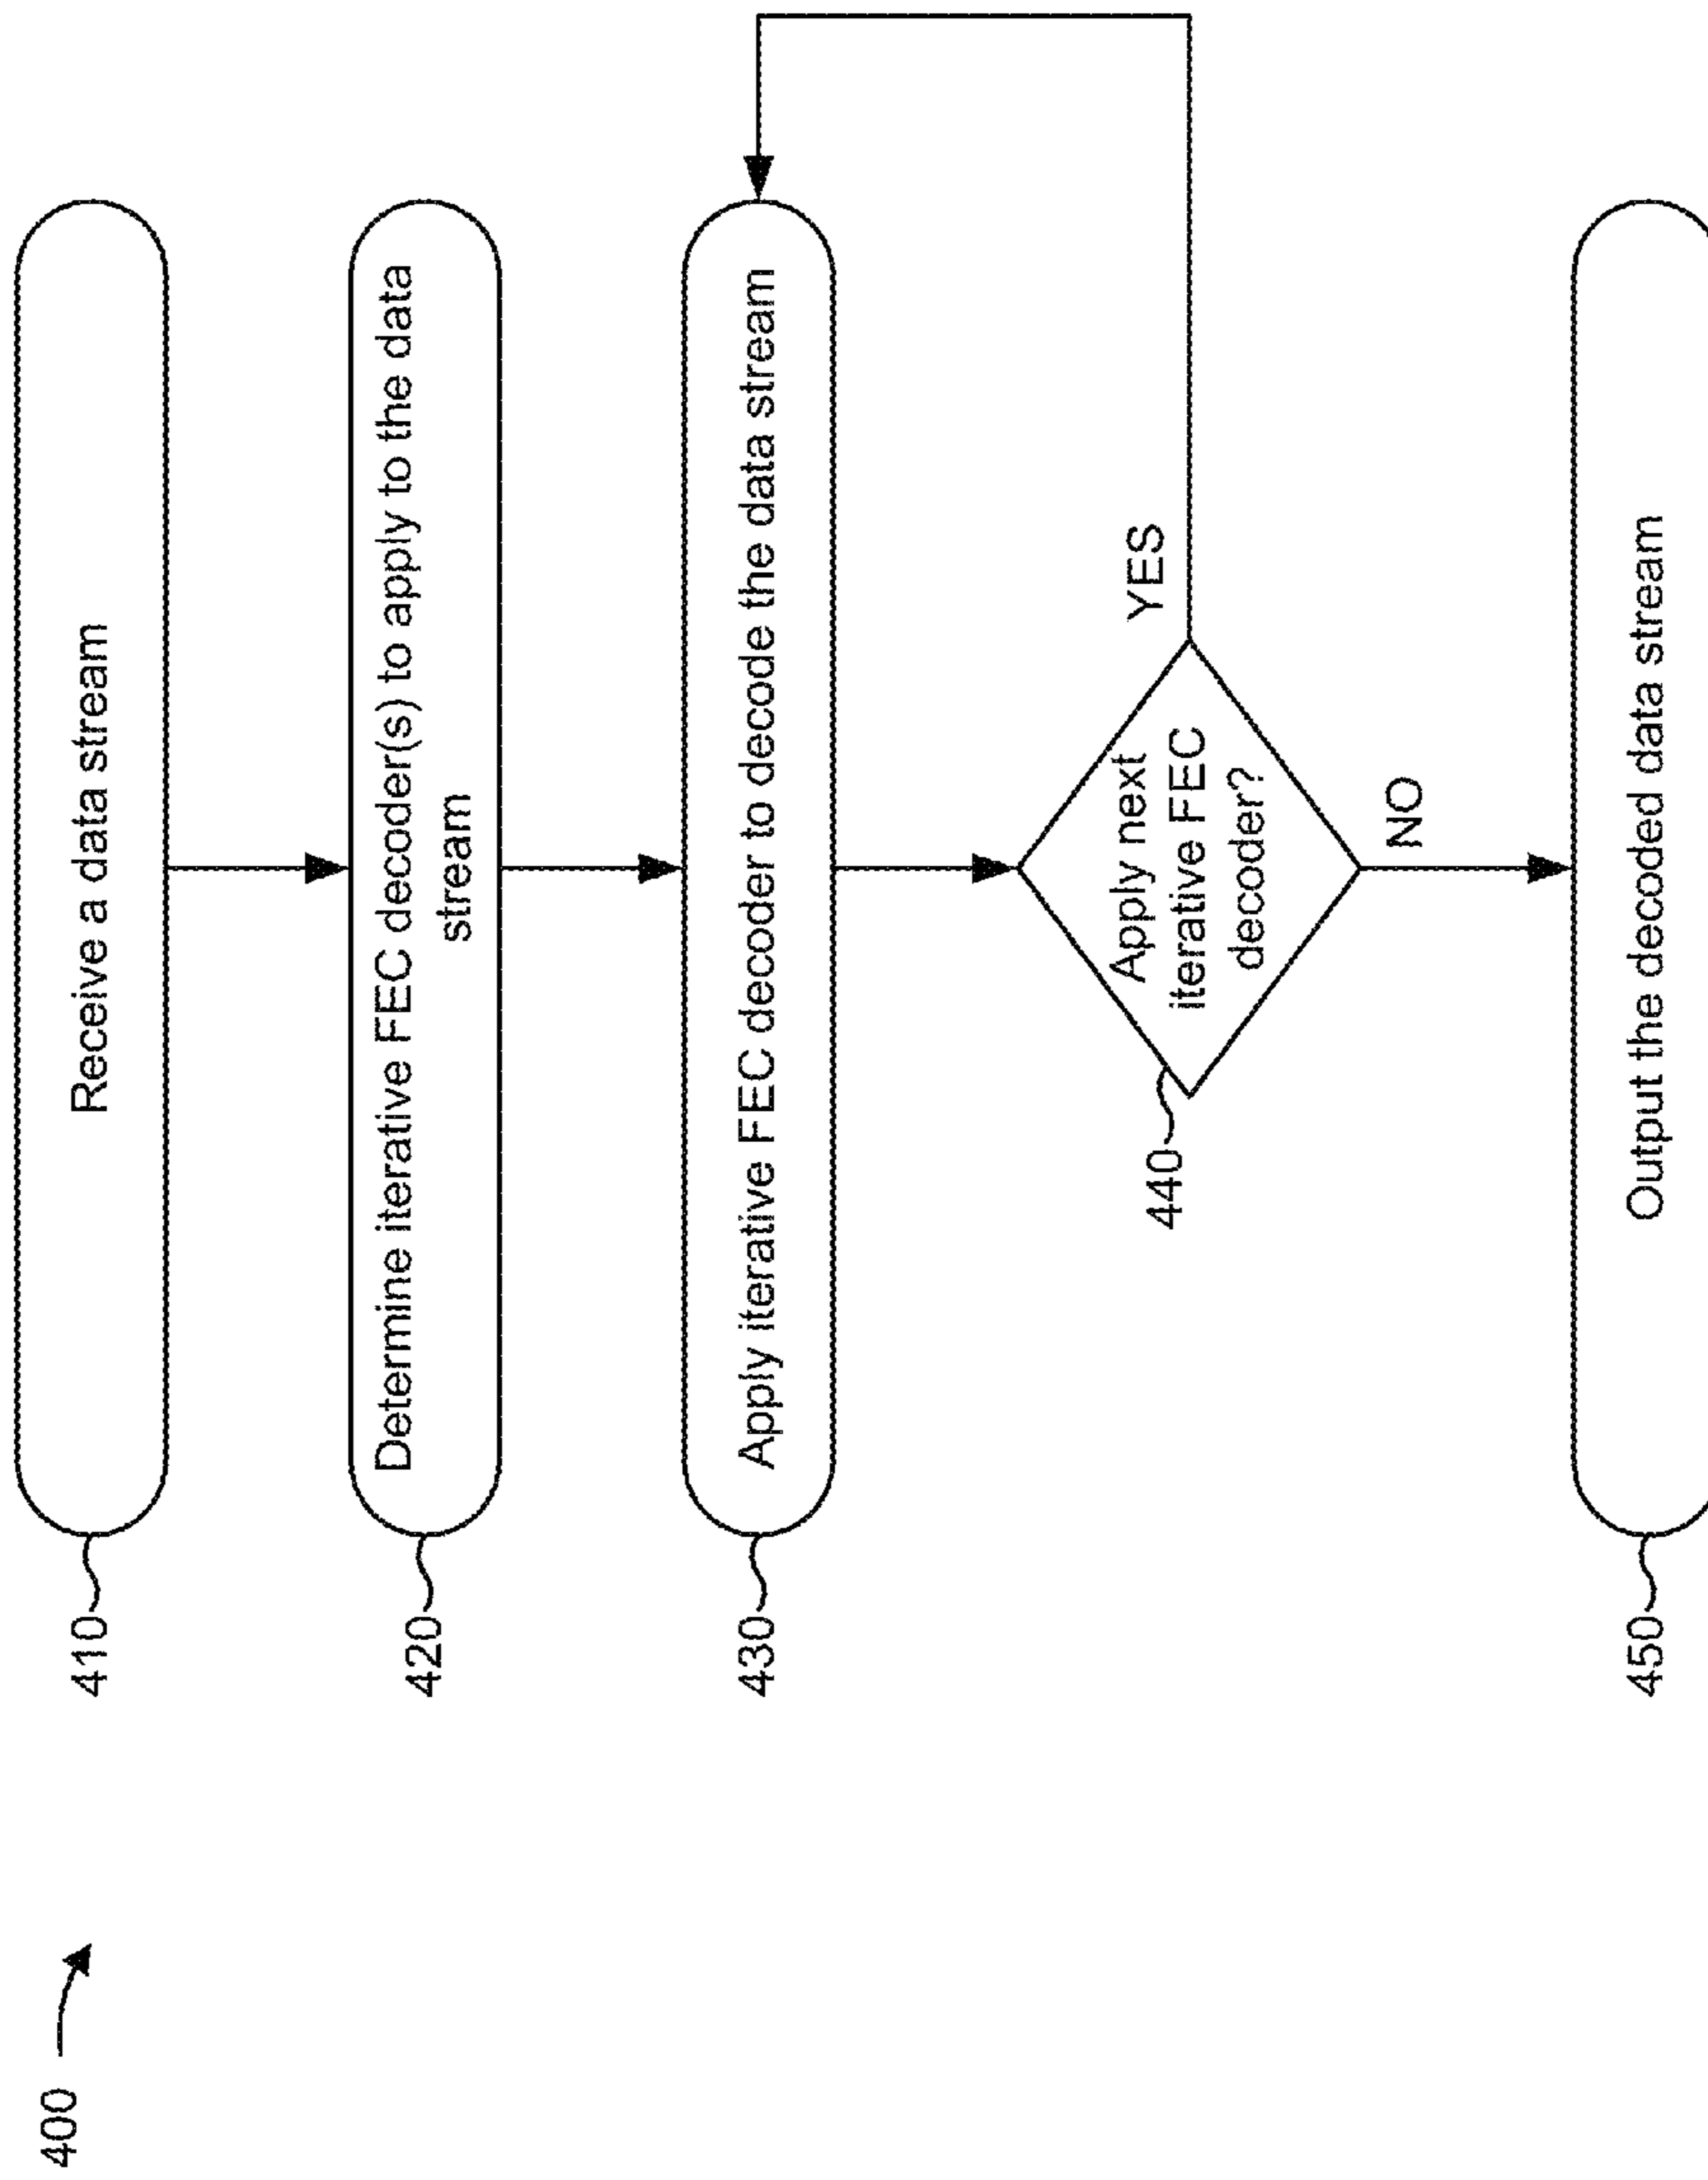 400
410
Receive a data stream
420
Determine iterative FEC decoder(s) to apply to the data
stream
430
Apply iterative FEC decoder to decode the data stream
440
Apply next
iterative FEC
decoder?
YES
NO
450
Output the decoded data stream